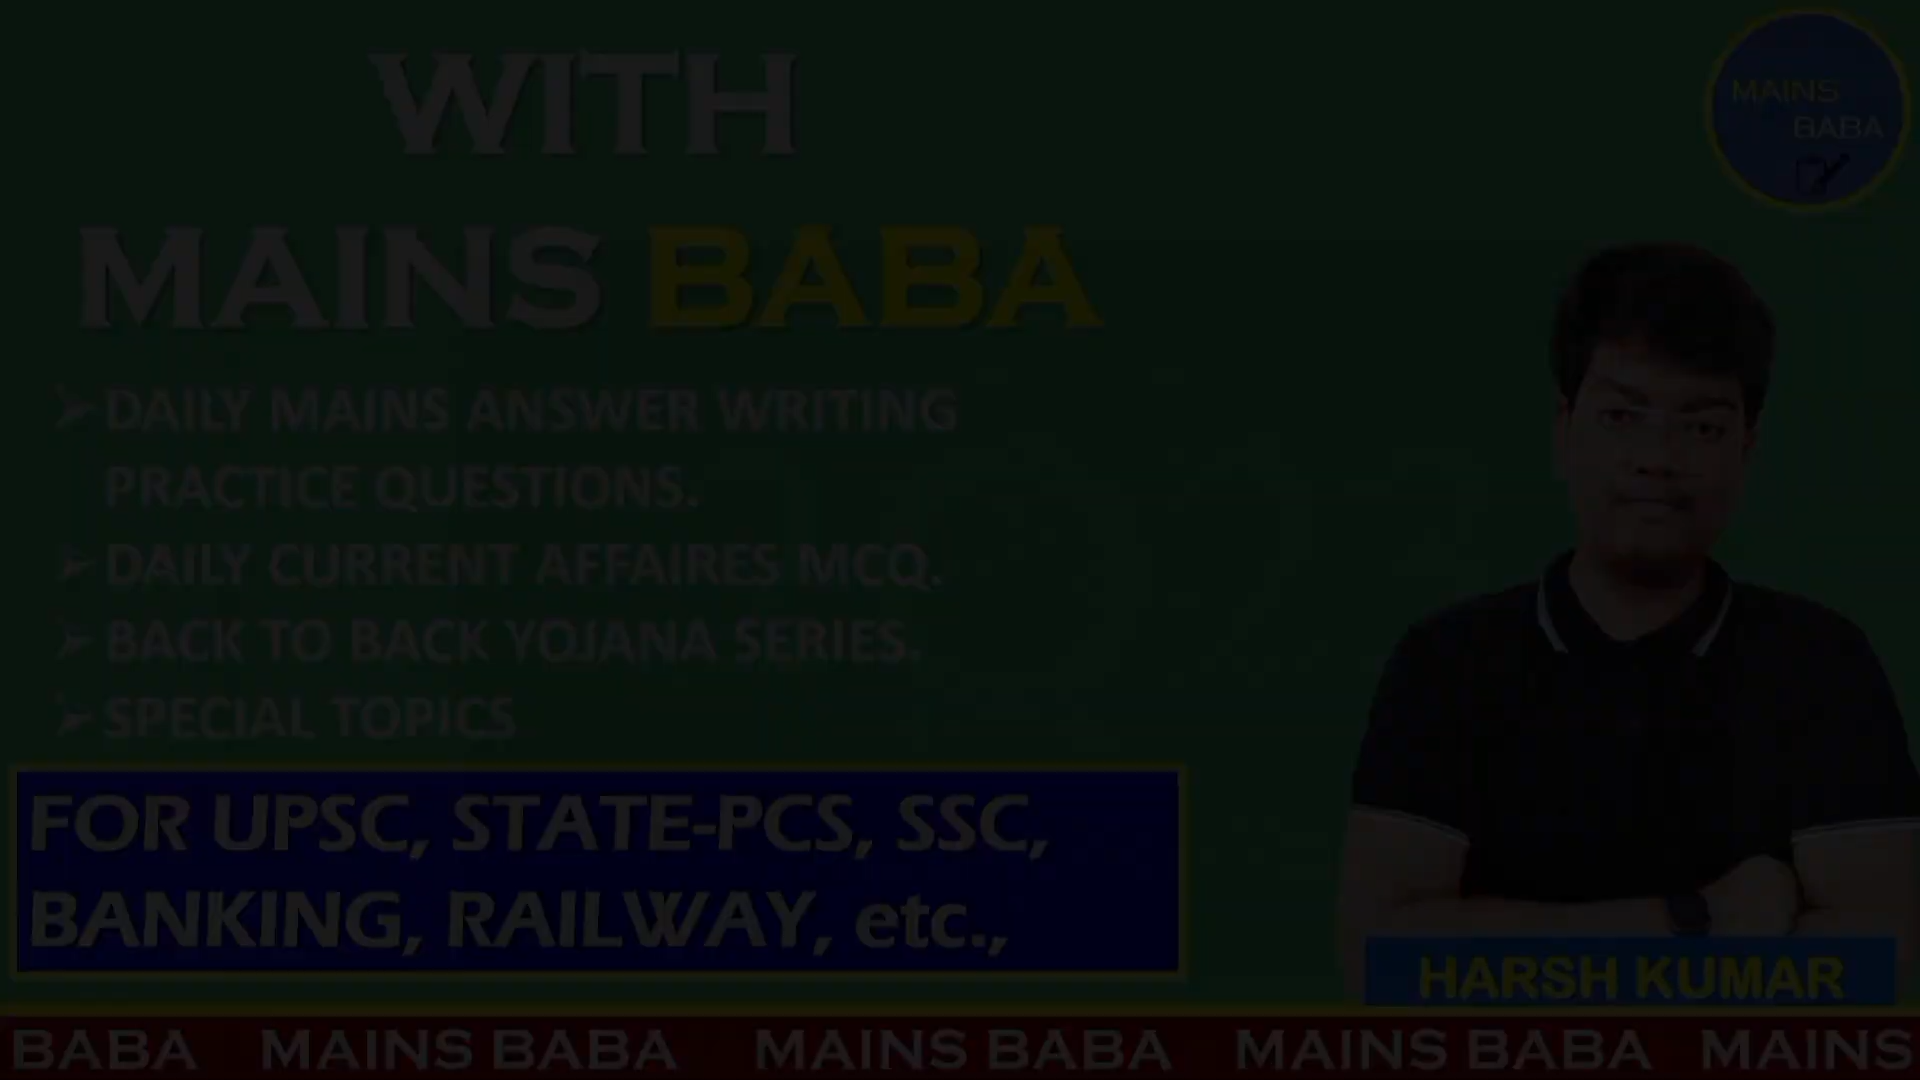 WITH
MAINS
BABA
MAINS BABA
➢DAILY MAINS ANSWER WRITING
PRACTICE QUESTIONS.
➢DAILY CURRENT AFFAIRES MCQ.
➢BACK TO BACK YOJANA SERIES.
➢SPECIAL TOPICS
FOR UPSC, STATE-PCS, SSC,
BANKING, RAILWAY, etc.,
HARSH KUMAR
BABA MAINS BABA MAINS BABA MAINS BABA MAINS